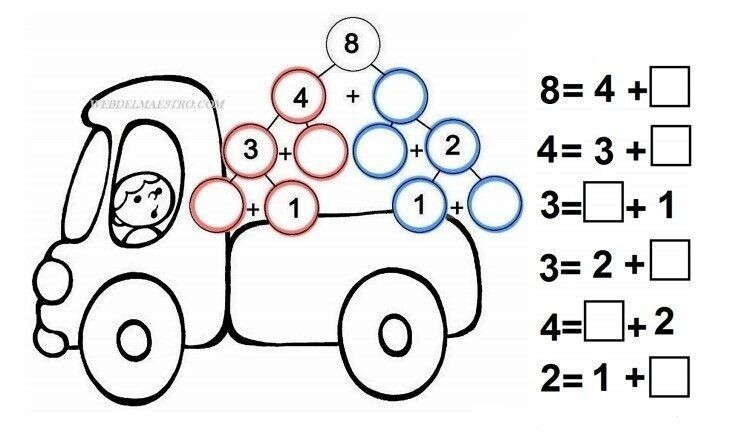 8
4 +
3 + + 2
+ 1 1 +
WEBDELMAESTRO.COM
8= 4 + □
4= 3 + □
3= □ + 1
3= 2 + □
4= □ + 2
2= 1 + □